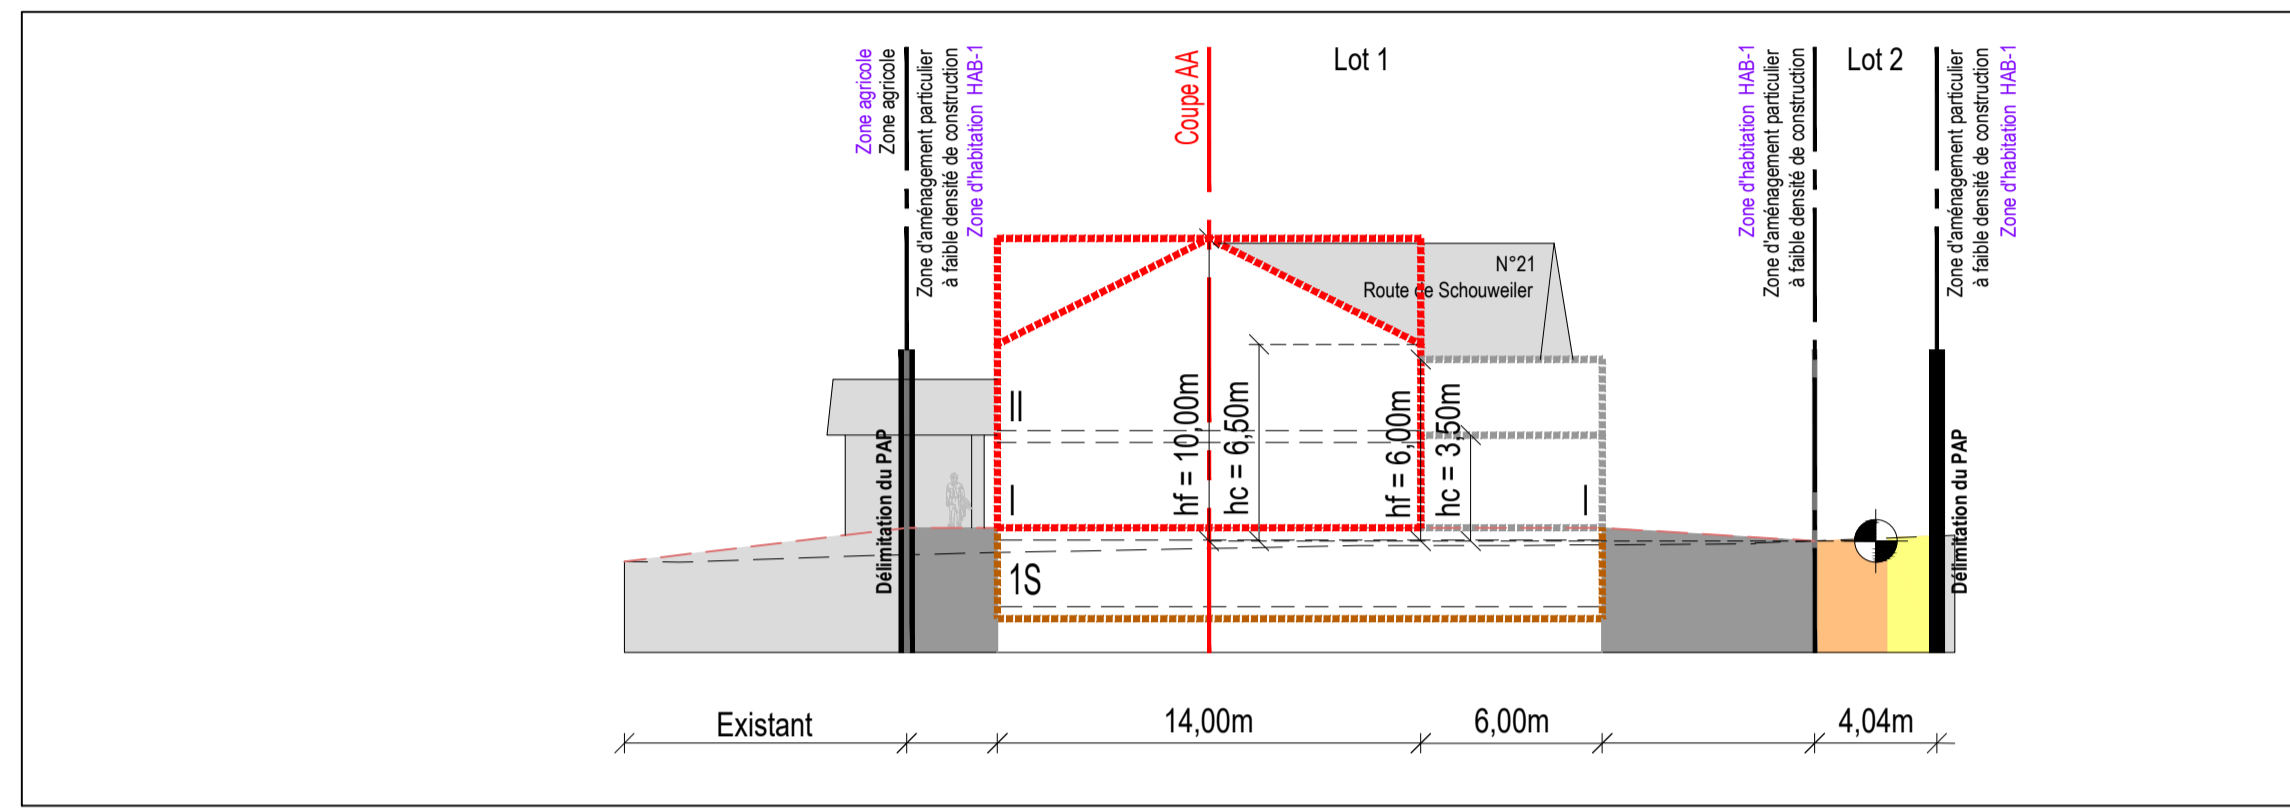 Zone agricole
Zone agricole
Zone d'aménagement particulier
à faible densité de construction
Zone d'habitation HAB-1
Coupe AA
Lot 1
Zone d'habitation HAB-1
Zone d'aménagement particulier
à faible densité de construction
Lot 2
Zone d'aménagement particulier
à faible densité de construction
Zone d'habitation HAB-1
N°21
Route de Schouweiler
Délimitation du PAP
II
I
hf = 10,00m
hc = 6,50m
hf = 6,00m
hc = 3,50m
I
Délimitation du PAP
1S
Existant
14,00m
6,00m
4,04m